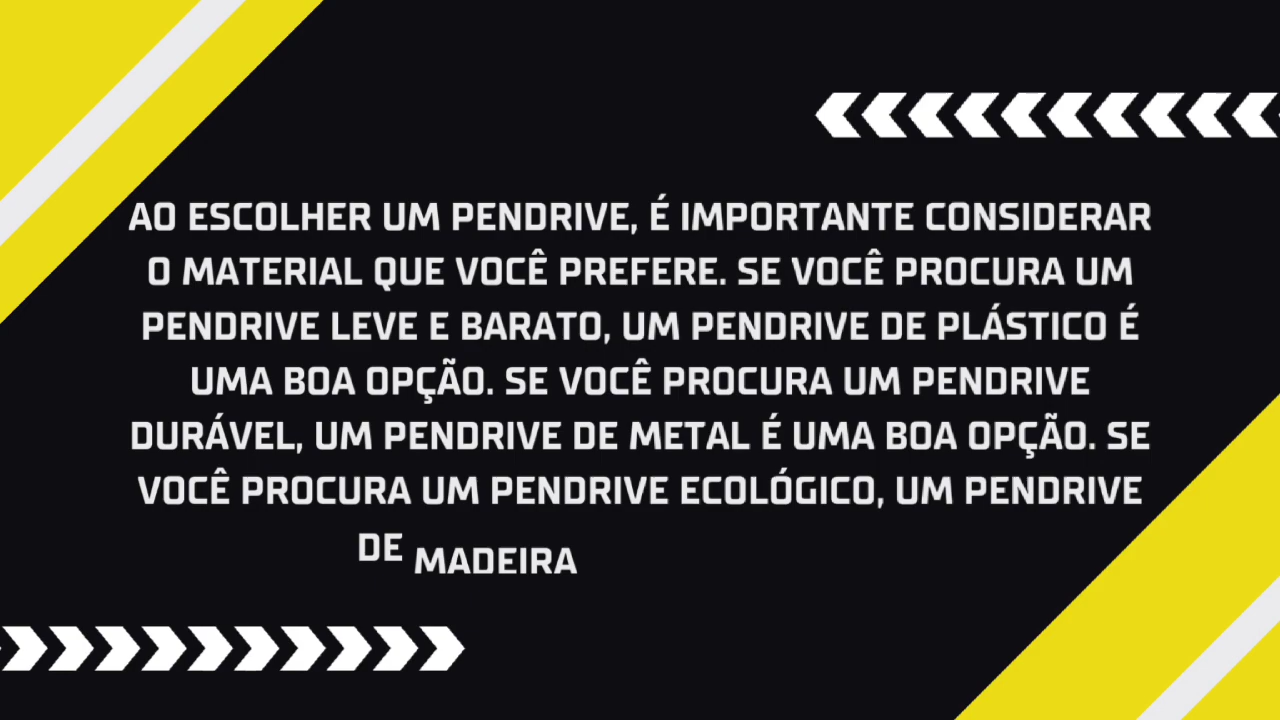 AO ESCOLHER UM PENDRIVE, É IMPORTANTE CONSIDERAR
O MATERIAL QUE VOCÊ PREFERE. SE VOCÊ PROCURA UM
PENDRIVE LEVE E BARATO, UM PENDRIVE DE PLÁSTICO É
UMA BOA OPÇÃO. SE VOCÊ PROCURA UM PENDRIVE
DURÁVEL, UM PENDRIVE DE METAL É UMA BOA OPÇÃO. SE
VOCÊ PROCURA UM PENDRIVE ECOLÓGICO, UM PENDRIVE
DE MADEIRA